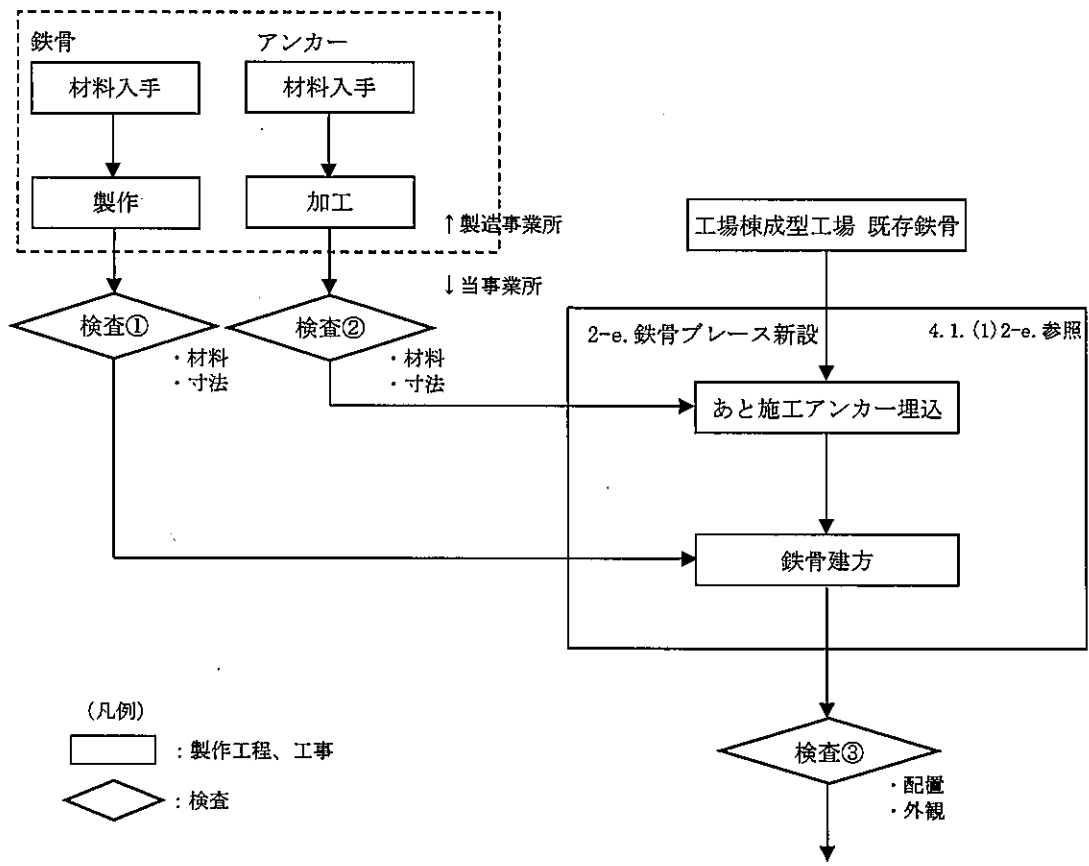 鉄骨
アンカー
材料入手
材料入手
製作
加工
↑製造事業所
↓当事業所
工場棟成型工場 既存鉄骨
検査①
・材料
・寸法
検査②
・材料
・寸法
2-e.鉄骨ブレース新設
4.1.(1)2-e.参照
あと施工アンカー埋込
鉄骨建方
検査③
・配置
・外観
(凡例)
：製作工程、工事
：検査